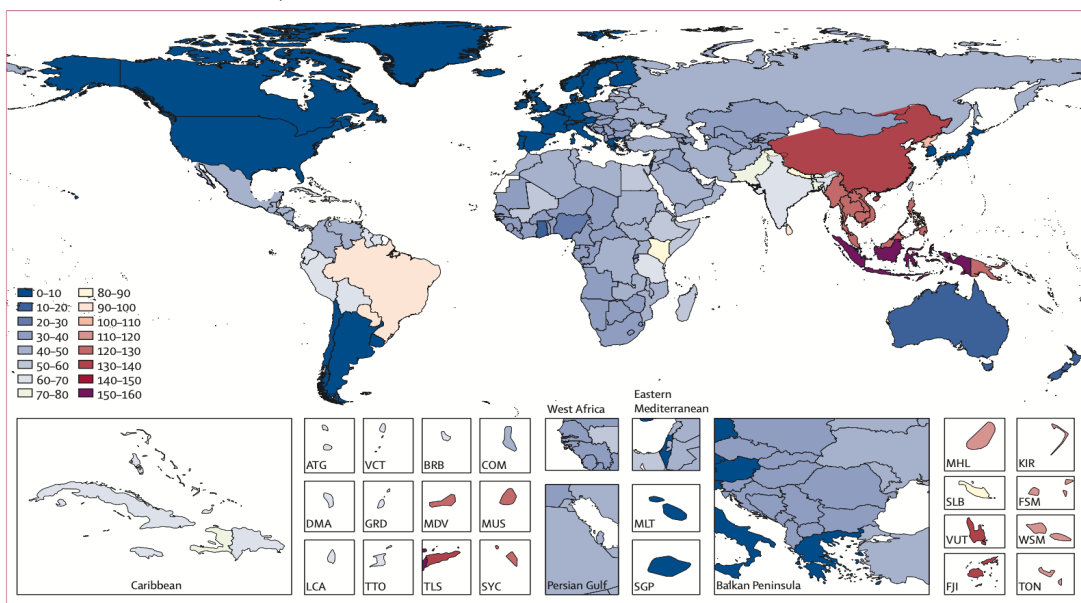 0–10
10–20
20–30
30–40
40–50
50–60
60–70
70–80
80–90
90–100
100–110
110–120
120–130
130–140
140–150
150–160
Caribbean
ATG
VCT
BRB
COM
DMA
GRD
MDV
MUS
LCA
TTO
TLS
SYC
West Africa
Eastern
Mediterranean
Persian Gulf
MLT
SGP
Balkan Peninsula
MHL
KIR
SLB
FSM
VUT
WSM
FJI
TON